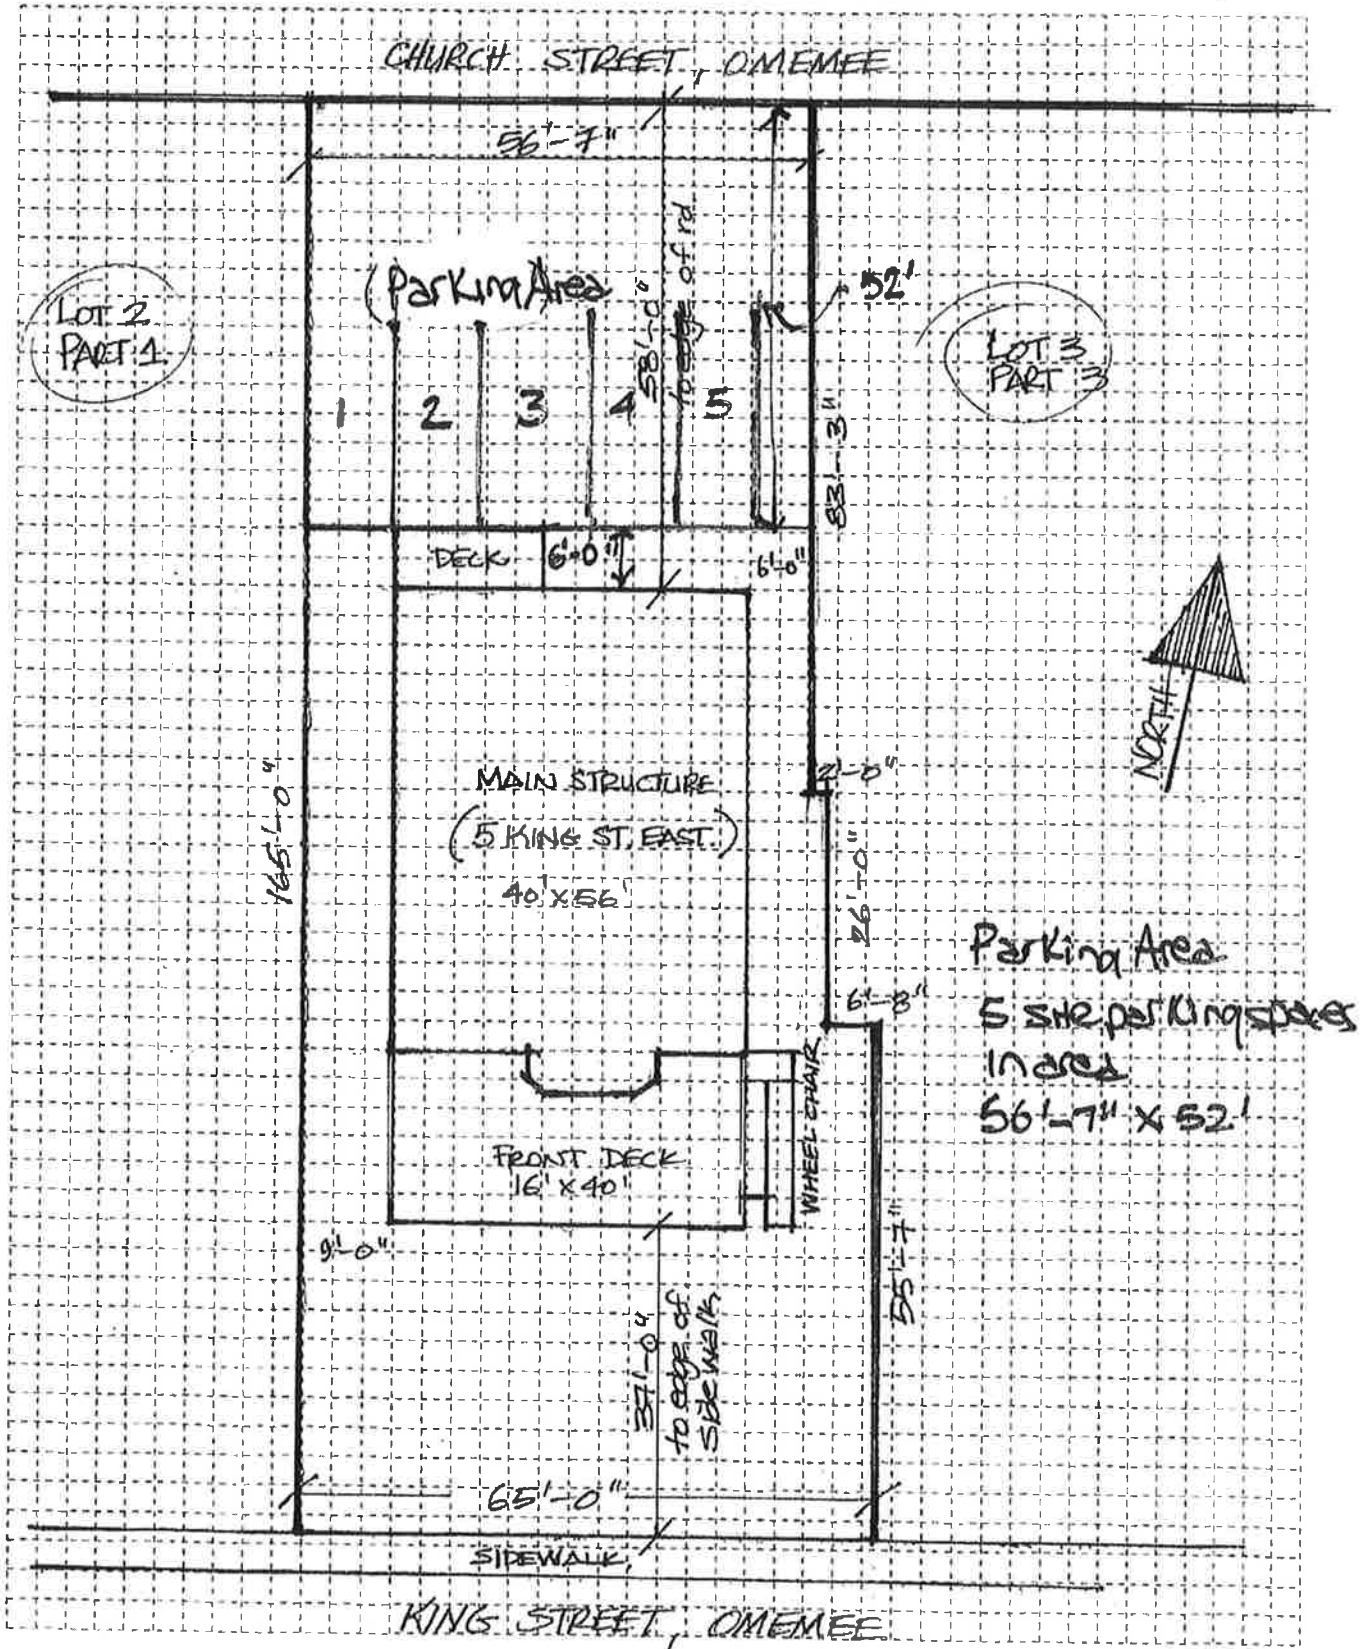 CHURCH STREET, OMEMEE
56'-7"
(Parking Area
58'-0"
to edge of rd
52'
LOT 2
PART 1
LOT 3
PART 3
1
2
3
4
5
83'-3"
DECK
6'-0"
6'-0"
NORTH
MAIN STRUCTURE
(5 KING ST. EAST.)
40' X 56'
2'-0"
165'-0"
26'-0"
6'-8"
Parking Area
5 site parking spaces
In area
56'-7" X 52'
WHEEL CHAIR
FRONT DECK
16' X 40'
9'-0"
55'-7"
37'-0"
to edge of
sidewalk
65'-0"
SIDEWALK.
KING STREET, OMEMEE